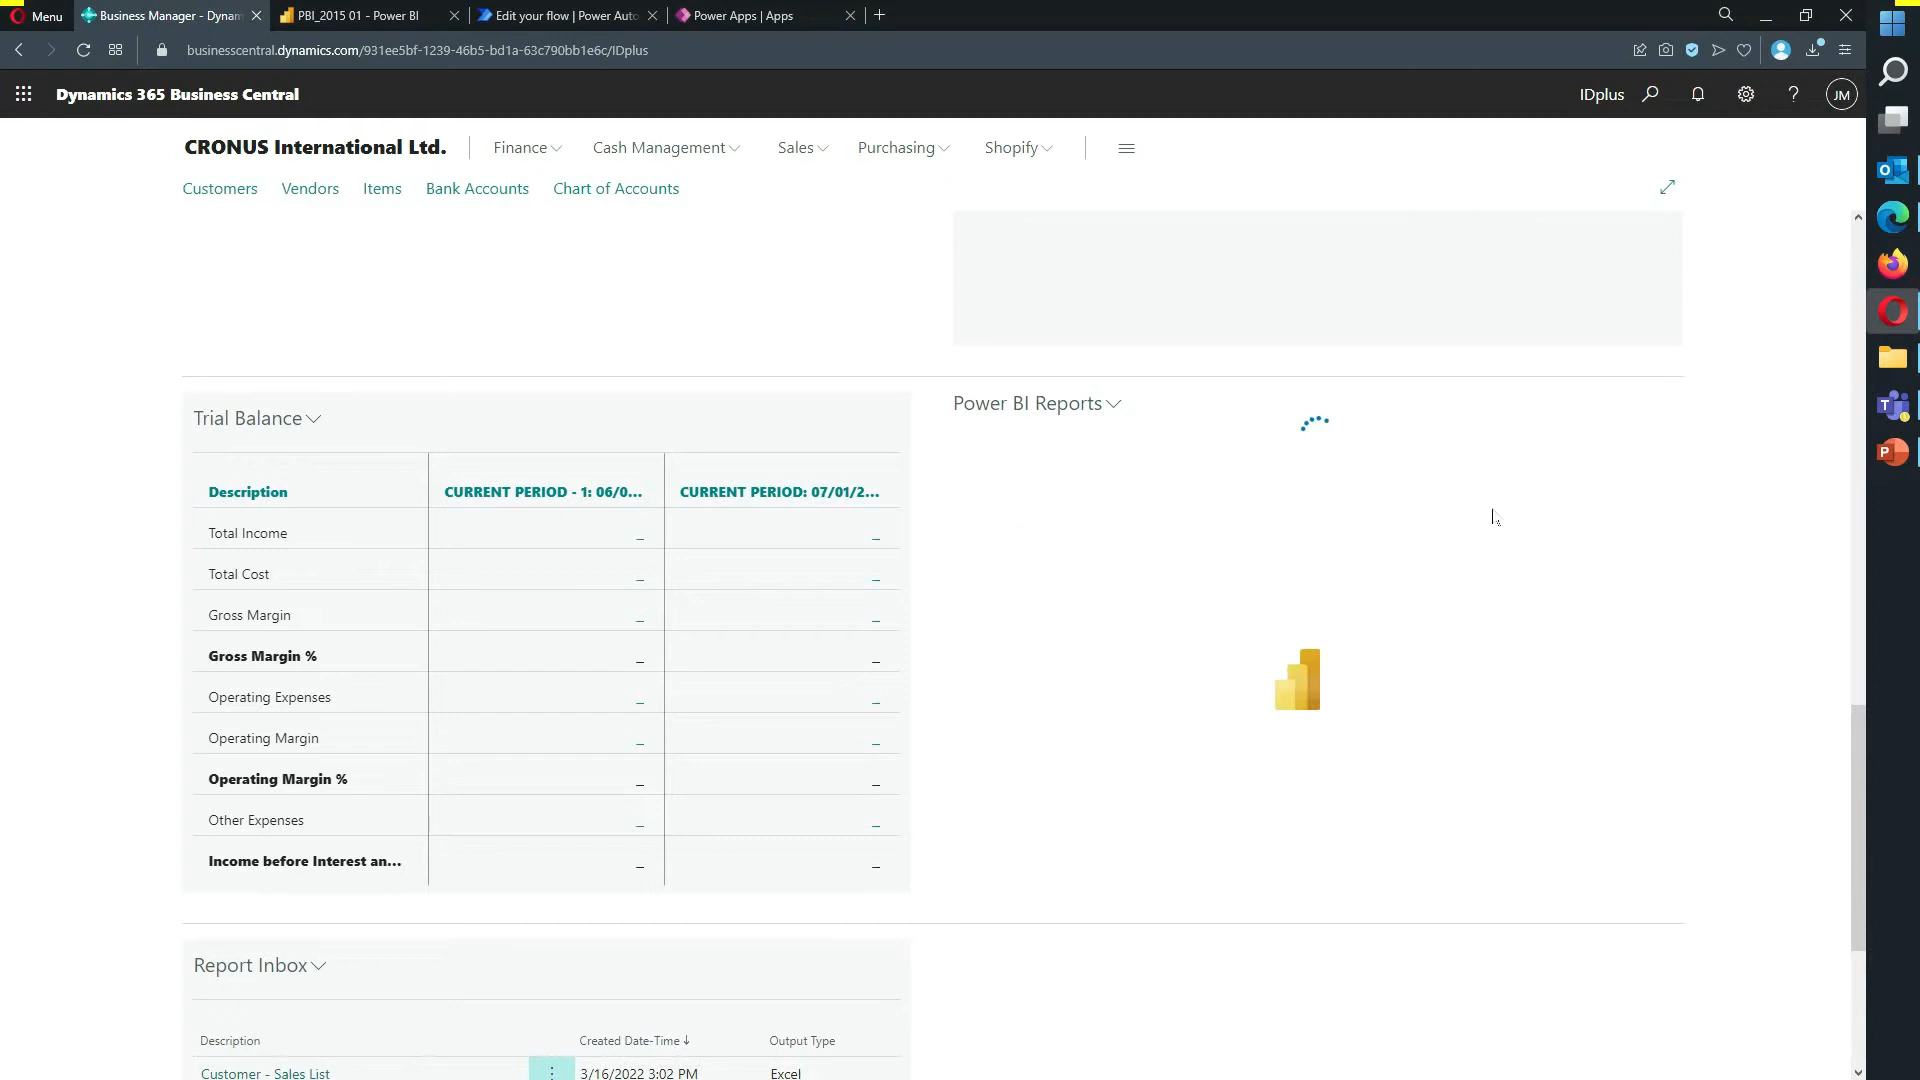 Menu
Business Manager - Dynam
PBI_2015 01 - Power BI
Edit your flow | Power Auto
Power Apps | Apps
businesscentral.dynamics.com/931ee5bf-1239-46b5-bd1a-63c790bb1e6c/IDplus
Dynamics 365 Business Central
IDplus
?
JM
CRONUS International Ltd.
Finance
Cash Management
Sales
Purchasing
Shopify
Customers
Vendors
Items
Bank Accounts
Chart of Accounts
Trial Balance
Power BI Reports
Description CURRENT PERIOD - 1: 06/0... CURRENT PERIOD: 07/01/2...
Total Income _ _
Total Cost _ _
Gross Margin _ _
Gross Margin % _ _
Operating Expenses _ _
Operating Margin _ _
Operating Margin % _ _
Other Expenses _ _
Income before Interest an... _ _
Report Inbox
Description Created Date-Time ↓ Output Type
Customer - Sales List 3/16/2022 3:02 PM Excel